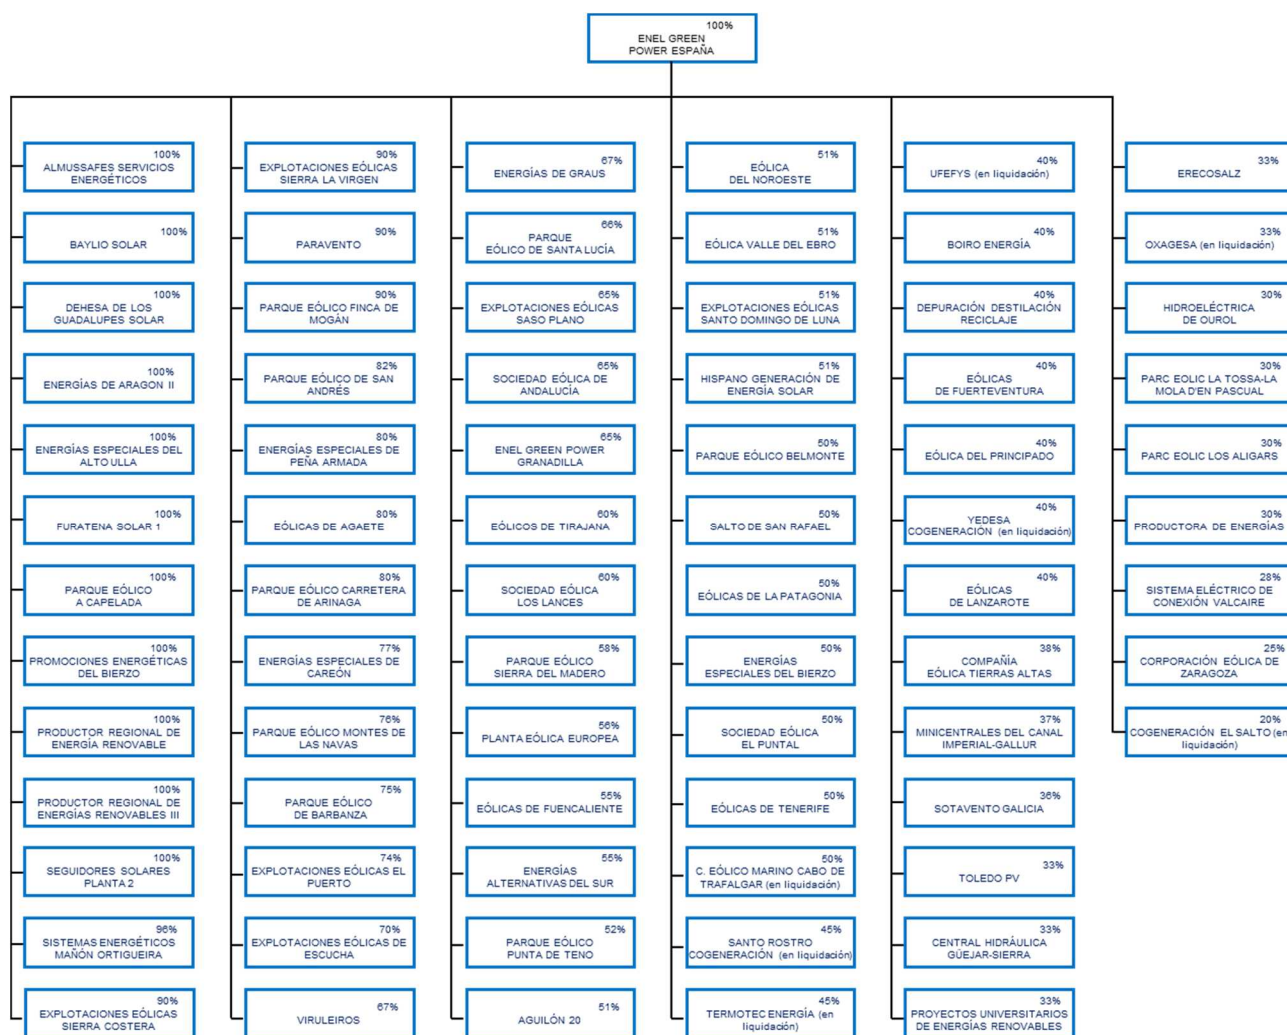 100%
ENEL GREEN
POWER ESPAÑA
100%
ALMUSSAFES SERVICIOS
ENERGÉTICOS
100%
BAYLIO SOLAR
100%
DEHESA DE LOS
GUADALUPES SOLAR
100%
ENERGÍAS DE ARAGON II
100%
ENERGÍAS ESPECIALES DEL
ALTO ULLA
100%
FURATENA SOLAR 1
100%
PARQUE EÓLICO
A CAPELADA
100%
PROMOCIONES ENERGÉTICAS
DEL BIERZO
100%
PRODUCTOR REGIONAL DE
ENERGÍA RENOVABLE
100%
PRODUCTOR REGIONAL DE
ENERGÍAS RENOVABLES III
100%
SEGUIDORES SOLARES
PLANTA 2
96%
SISTEMAS ENERGÉTICOS
MAÑÓN ORTIGUEIRA
90%
EXPLOTACIONES EÓLICAS
SIERRA COSTERA
90%
EXPLOTACIONES EÓLICAS
SIERRA LA VIRGEN
90%
PARAVENTO
90%
PARQUE EÓLICO FINCA DE
MOGÁN
82%
PARQUE EÓLICO DE SAN
ANDRÉS
80%
ENERGÍAS ESPECIALES DE
PEÑA ARMADA
80%
EÓLICAS DE AGAETE
80%
PARQUE EÓLICO CARRETERA
DE ARINAGA
77%
ENERGÍAS ESPECIALES DE
CAREÓN
76%
PARQUE EÓLICO MONTES DE
LAS NAVAS
75%
PARQUE EÓLICO
DE BARBANZA
74%
EXPLOTACIONES EÓLICAS EL
PUERTO
70%
EXPLOTACIONES EÓLICAS DE
ESCUCHA
67%
VIRULEIROS
67%
ENERGÍAS DE GRAUS
66%
PARQUE
EÓLICO DE SANTA LUCÍA
65%
EXPLOTACIONES EÓLICAS
SASO PLANO
65%
SOCIEDAD EÓLICA DE
ANDALUCÍA
65%
ENEL GREEN POWER
GRANADILLA
60%
EÓLICOS DE TIRAJANA
60%
SOCIEDAD EÓLICA
LOS LANCES
58%
PARQUE EÓLICO
SIERRA DEL MADERO
56%
PLANTA EÓLICA EUROPEA
55%
EÓLICAS DE FUENCALIENTE
55%
ENERGÍAS
ALTERNATIVAS DEL SUR
52%
PARQUE EÓLICO
PUNTA DE TENO
51%
AGUILÓN 20
51%
EÓLICA
DEL NOROESTE
51%
EÓLICA VALLE DEL EBRO
51%
EXPLOTACIONES EÓLICAS
SANTO DOMINGO DE LUNA
51%
HISPANO GENERACIÓN DE
ENERGÍA SOLAR
50%
PARQUE EÓLICO BELMONTE
50%
SALTO DE SAN RAFAEL
50%
EÓLICAS DE LA PATAGONIA
50%
ENERGÍAS
ESPECIALES DEL BIERZO
50%
SOCIEDAD EÓLICA
EL PUNTAL
50%
EÓLICAS DE TENERIFE
50%
C. EÓLICO MARINO CABO DE
TRAFALGAR (en liquidación)
45%
SANTO ROSTRO
COGENERACIÓN (en liquidación)
45%
TERMOTEC ENERGÍA (en
liquidación)
40%
UFEFYS (en liquidación)
40%
BOIRO ENERGÍA
40%
DEPURACIÓN DESTILACIÓN
RECICLAJE
40%
EÓLICAS
DE FUERTEVENTURA
40%
EÓLICA DEL PRINCIPADO
40%
YEDESA
COGENERACIÓN (en liquidación)
40%
EÓLICAS
DE LANZAROTE
38%
COMPAÑÍA
EÓLICA TIERRAS ALTAS
37%
MINICENTRALES DEL CANAL
IMPERIAL-GALLUR
36%
SOTAVENTO GALICIA
33%
TOLEDO PV
33%
CENTRAL HIDRÁULICA
GÜEJAR-SIERRA
33%
PROYECTOS UNIVERSITARIOS
DE ENERGÍAS RENOVABLES
33%
ERECOSALZ
33%
OXAGESA (en liquidación)
30%
HIDROELÉCTRICA
DE OUROL
30%
PARC EOLIC LA TOSSA-LA
MOLA D'EN PASCUAL
30%
PARC EOLIC LOS ALIGARS
30%
PRODUCTORA DE ENERGÍAS
28%
SISTEMA ELÉCTRICO DE
CONEXIÓN VALCAIRE
25%
CORPORACIÓN EÓLICA DE
ZARAGOZA
20%
COGENERACIÓN EL SALTO (en
liquidación)